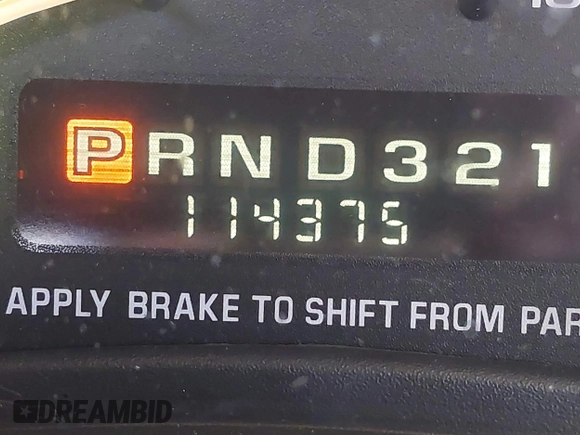 PRND321
114375
APPLY BRAKE TO SHIFT FROM PAR
DREAMBID